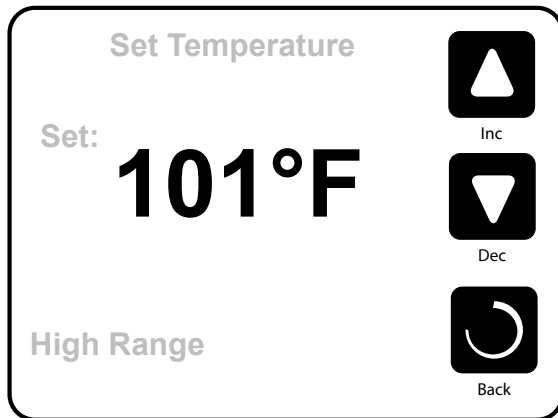 Set Temperature
Inc
Set:
101°F
Dec
High Range
Back